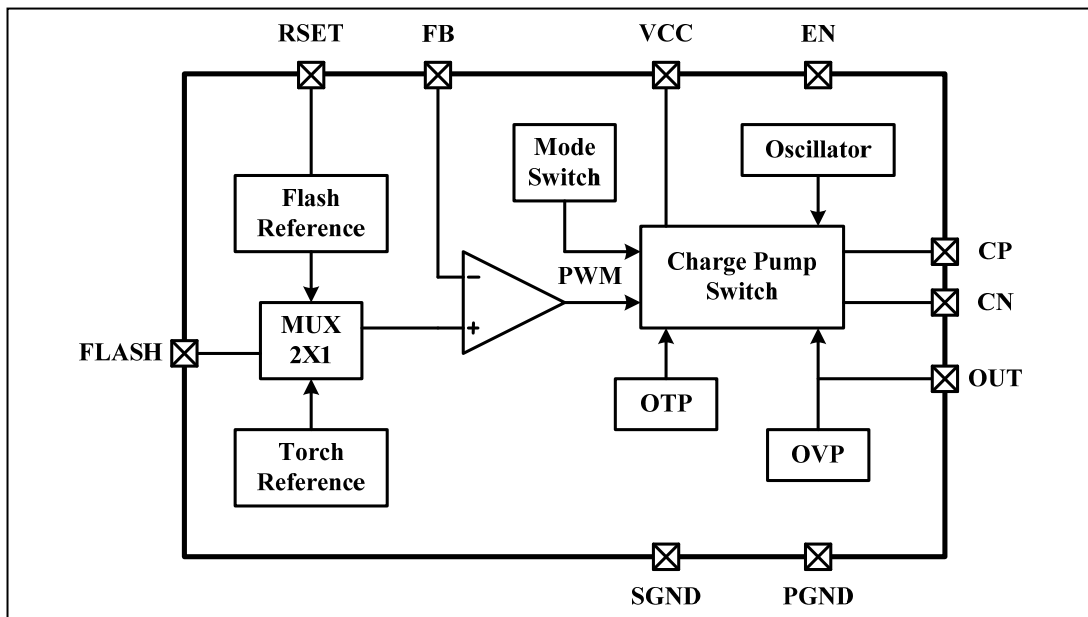 RSET
FB
VCC
EN
Mode
Switch
Oscillator
Flash
Reference
Charge Pump
Switch
PWM
CP
CN
−
+
MUX
2X1
FLASH
OUT
OTP
OVP
Torch
Reference
SGND
PGND